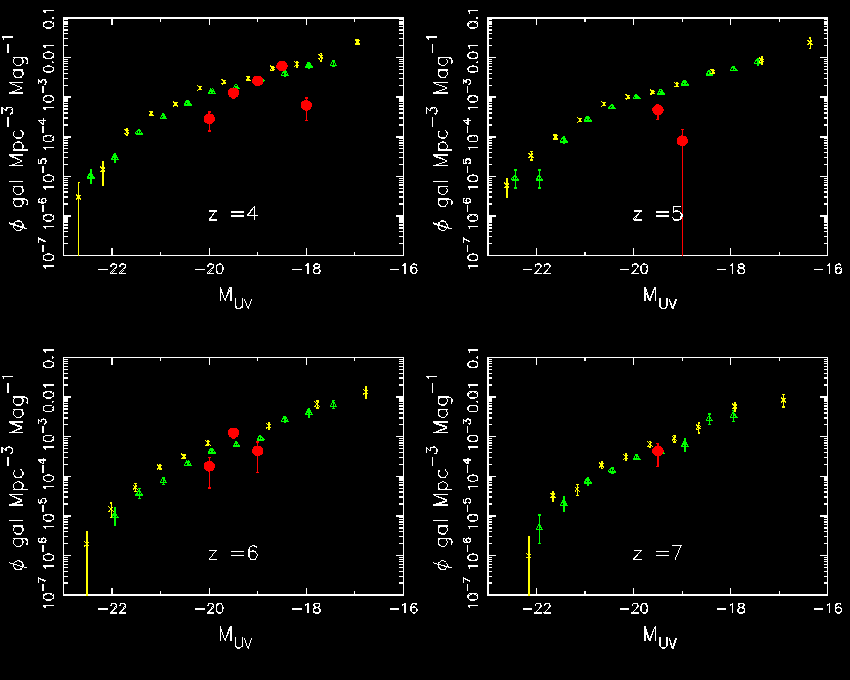 0.1
0.01
10⁻³
10⁻⁴
10⁻⁵
10⁻⁶
10⁻⁷
ϕ gal Mpc⁻³ Mag⁻¹
z =4
−22 −20 −18 −16
M_UV
0.1
0.01
10⁻³
10⁻⁴
10⁻⁵
10⁻⁶
10⁻⁷
ϕ gal Mpc⁻³ Mag⁻¹
z =5
−22 −20 −18 −16
M_UV
0.1
0.01
10⁻³
10⁻⁴
10⁻⁵
10⁻⁶
10⁻⁷
ϕ gal Mpc⁻³ Mag⁻¹
z =6
−22 −20 −18 −16
M_UV
0.1
0.01
10⁻³
10⁻⁴
10⁻⁵
10⁻⁶
10⁻⁷
ϕ gal Mpc⁻³ Mag⁻¹
z =7
−22 −20 −18 −16
M_UV